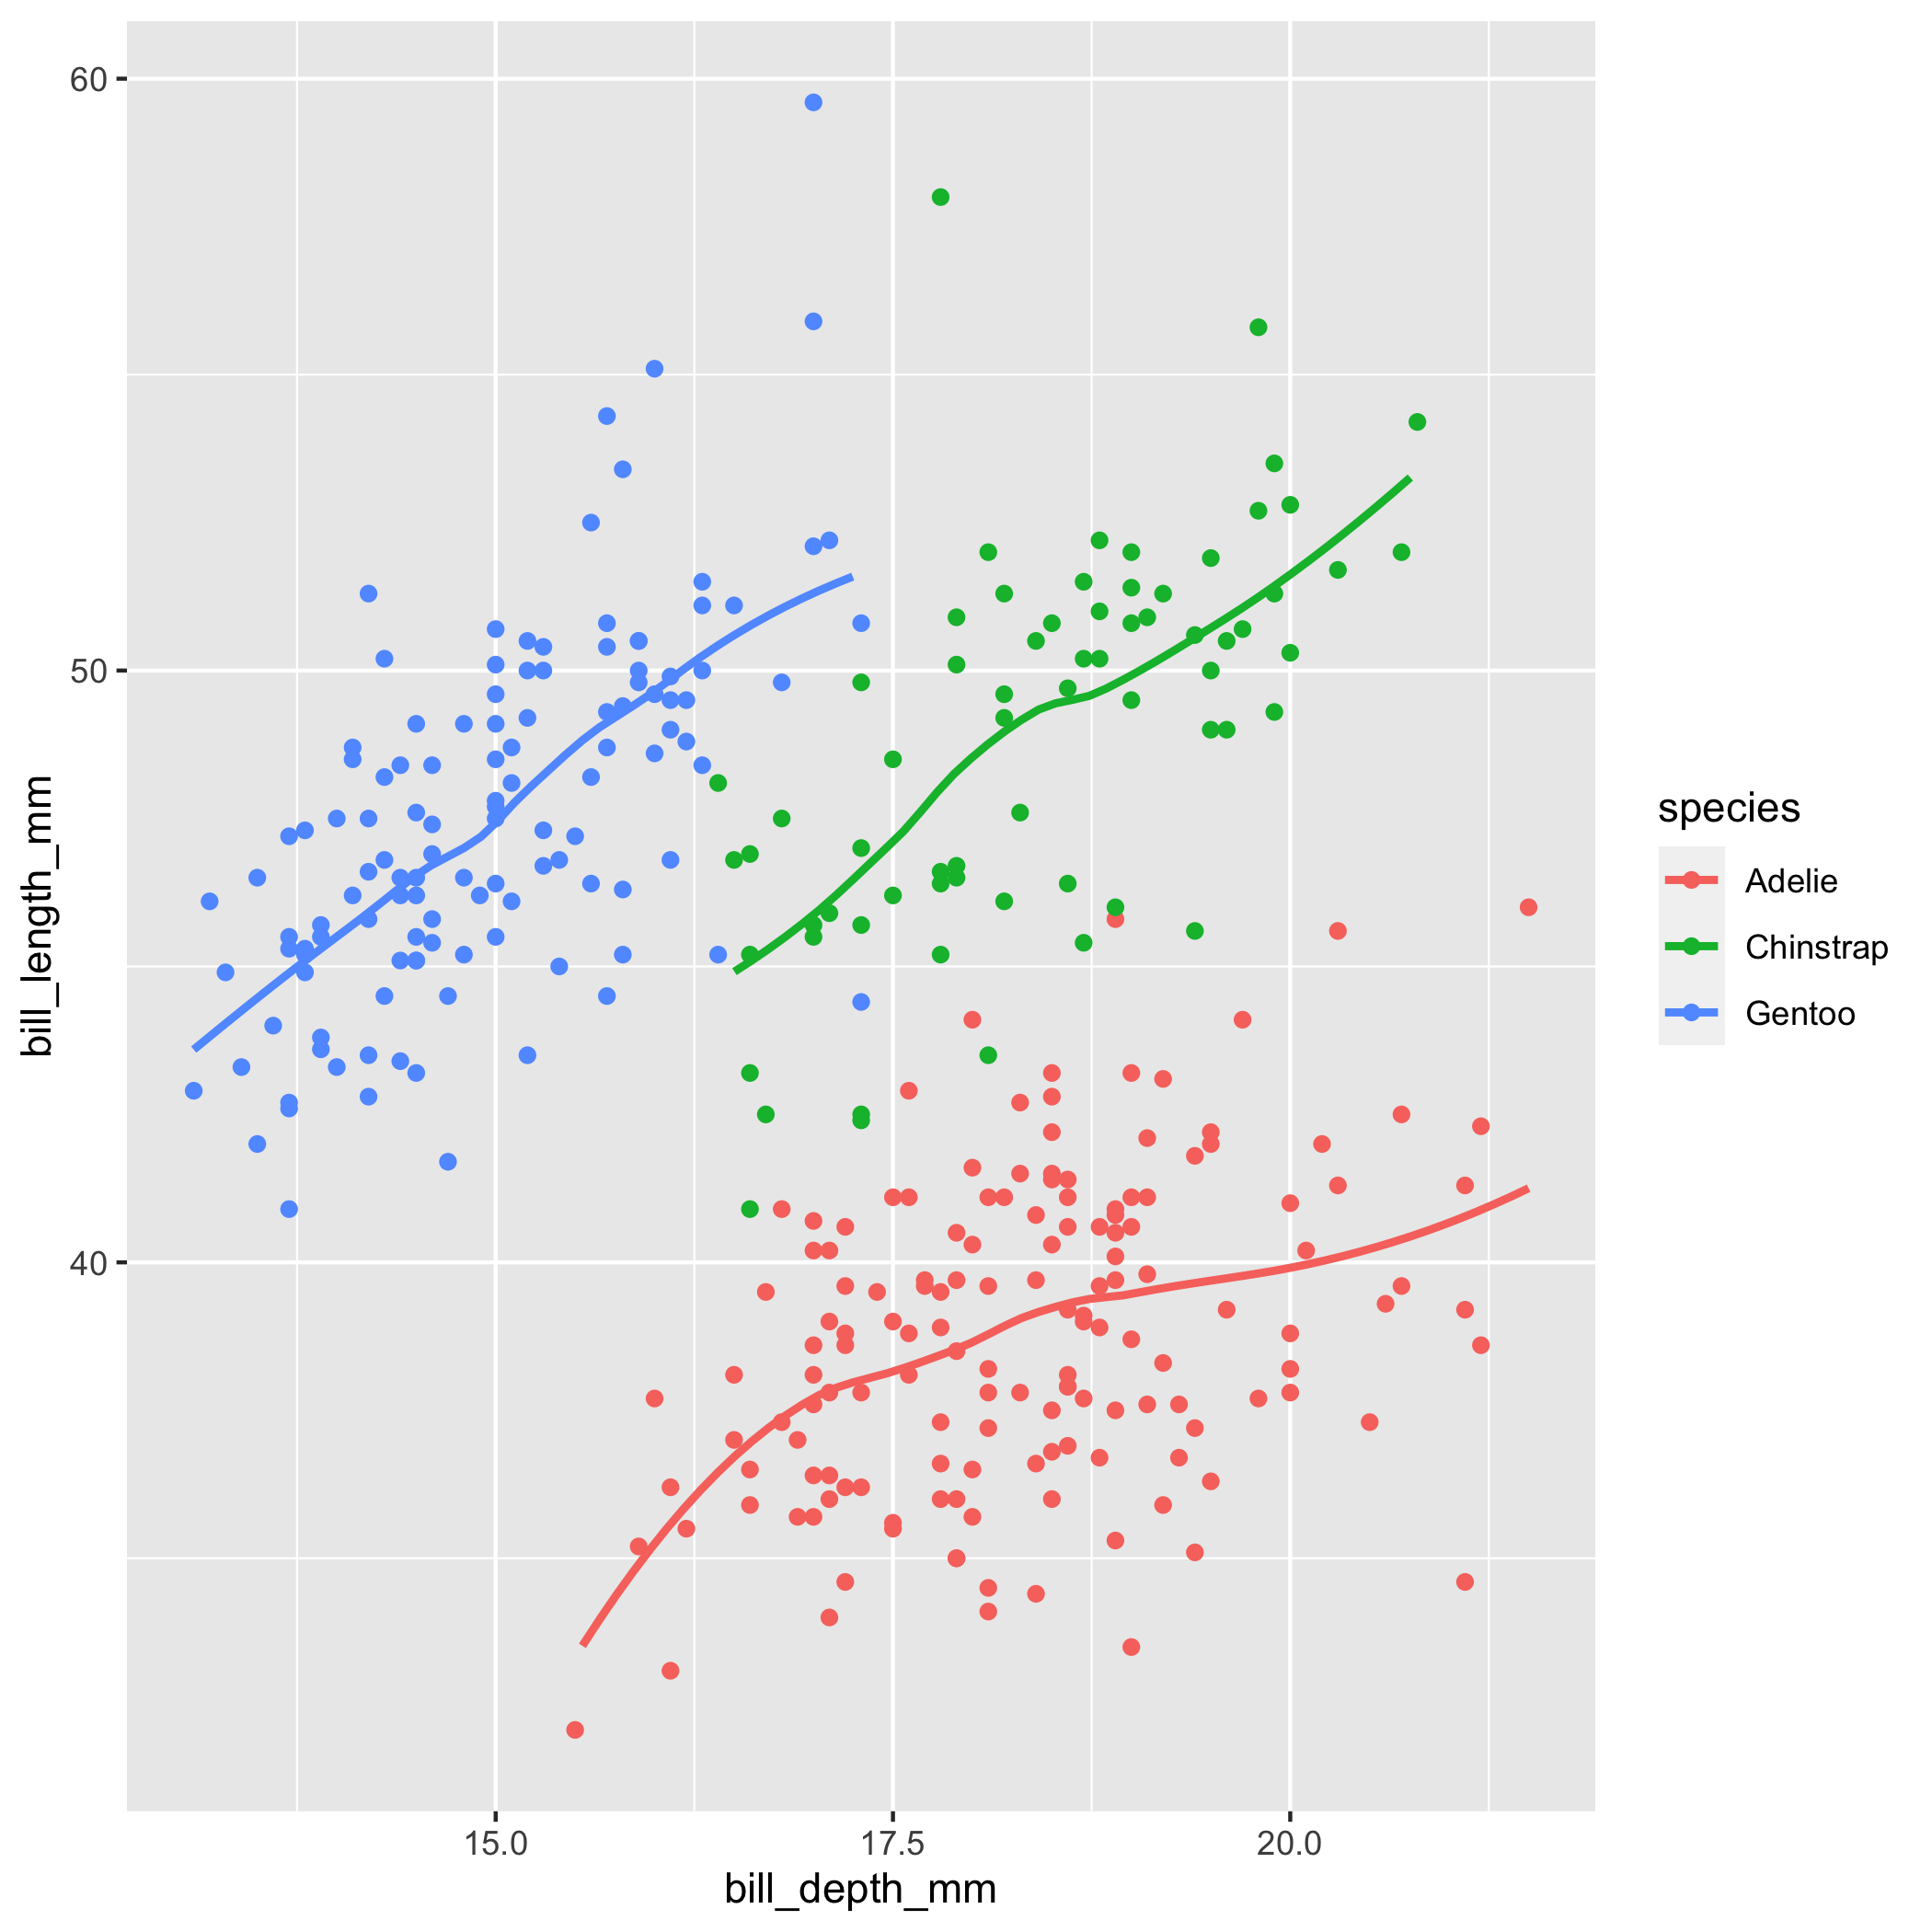 60
50
40
bill_length_mm
15.0
17.5
20.0
bill_depth_mm
species
Adelie
Chinstrap
Gentoo